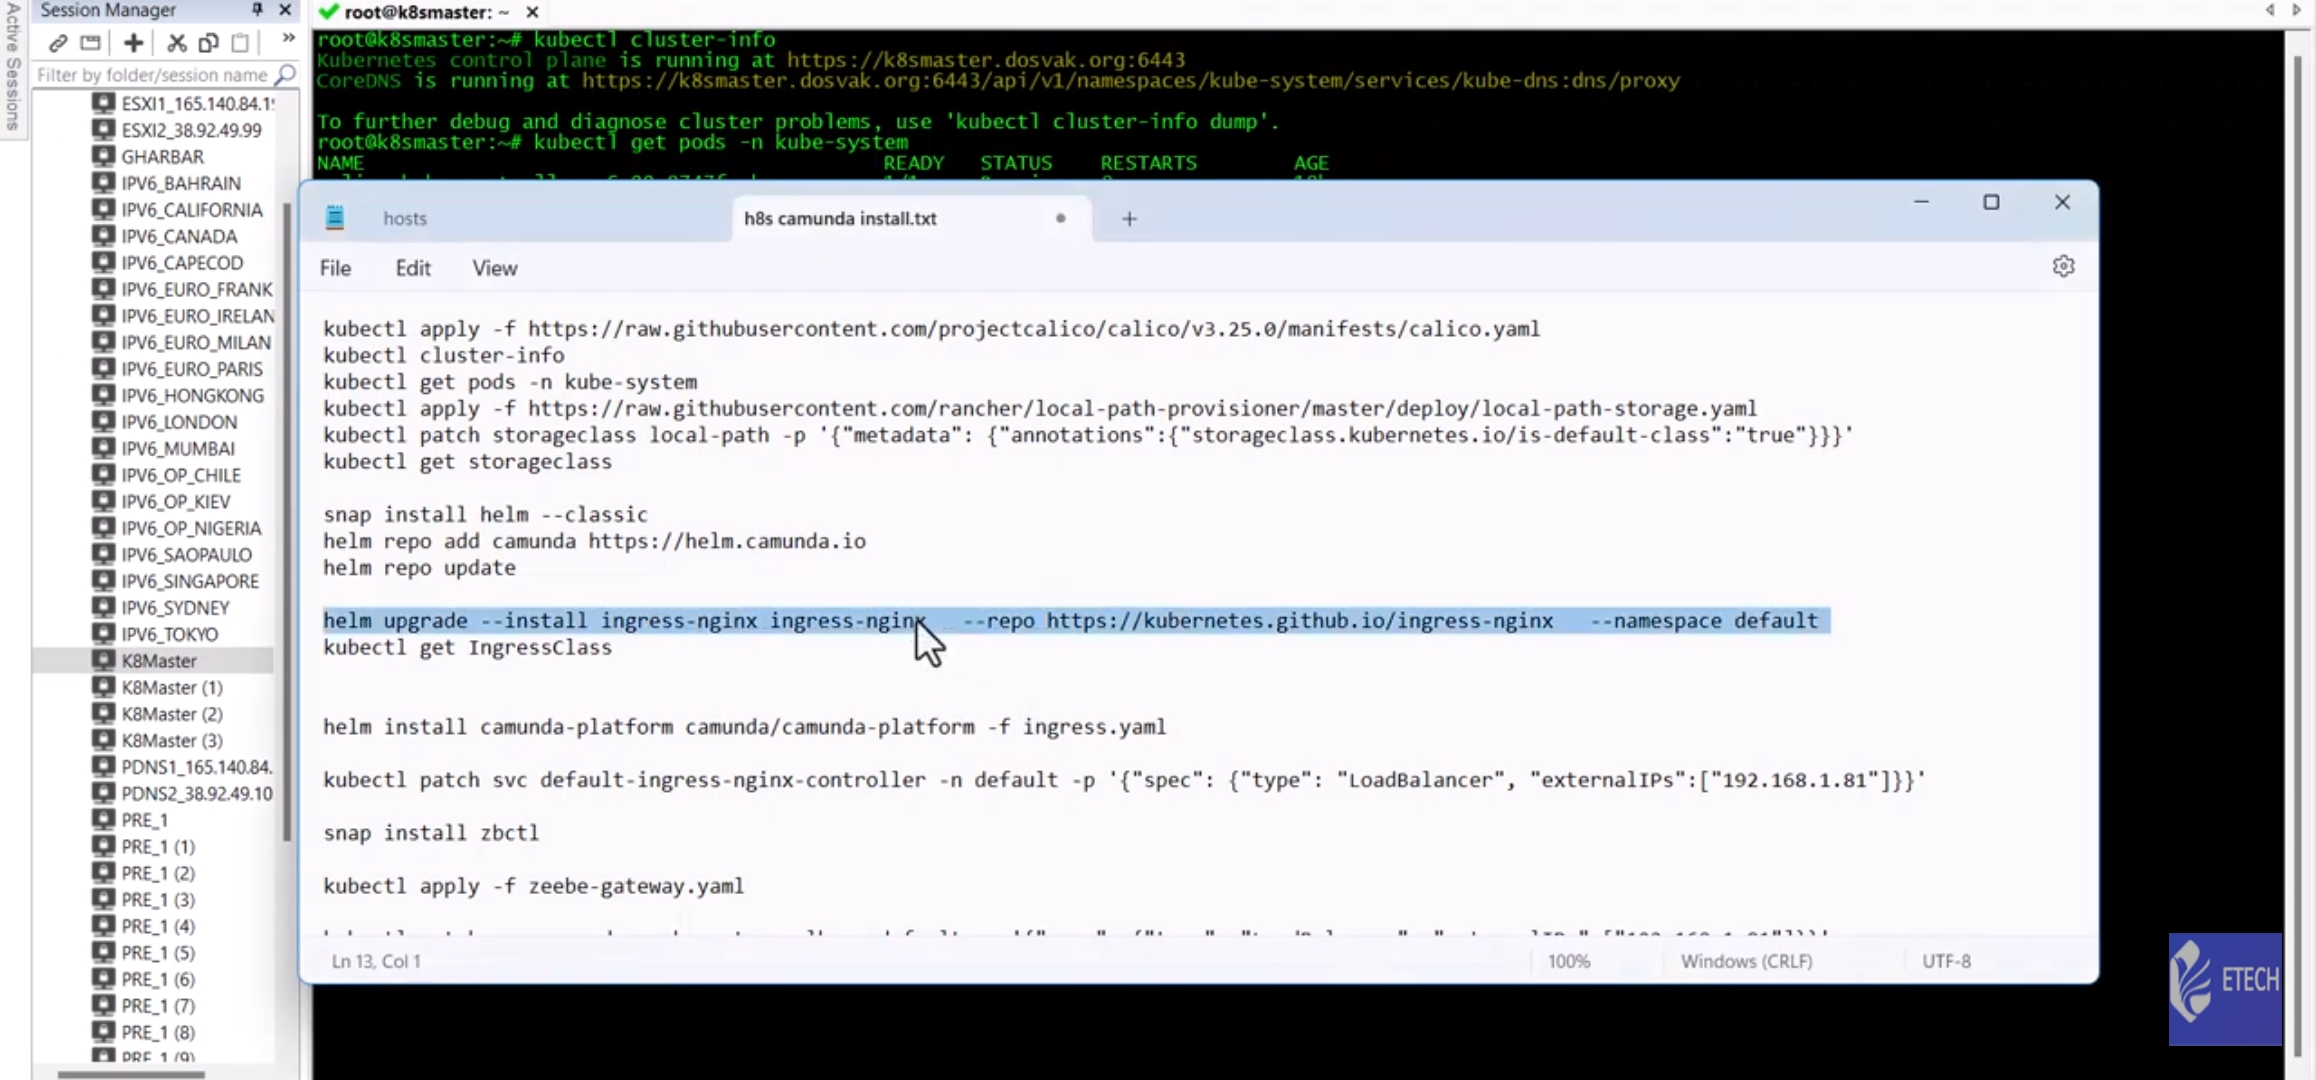 Session Manager
Active Sessions
Filter by folder/session name
ESXI1_165.140.84.1
ESXI2_38.92.49.99
GHARBAR
IPV6_BAHRAIN
IPV6_CALIFORNIA
IPV6_CANADA
IPV6_CAPECOD
IPV6_EURO_FRANK
IPV6_EURO_IRELAN
IPV6_EURO_MILAN
IPV6_EURO_PARIS
IPV6_HONGKONG
IPV6_LONDON
IPV6_MUMBAI
IPV6_OP_CHILE
IPV6_OP_KIEV
IPV6_OP_NIGERIA
IPV6_SAOPAULO
IPV6_SINGAPORE
IPV6_SYDNEY
IPV6_TOKYO
K8Master
K8Master (1)
K8Master (2)
K8Master (3)
PDNS1_165.140.84.
PDNS2_38.92.49.10
PRE_1
PRE_1 (1)
PRE_1 (2)
PRE_1 (3)
PRE_1 (4)
PRE_1 (5)
PRE_1 (6)
PRE_1 (7)
PRE_1 (8)
PRE_1 (9)
root@k8smaster: ~
root@k8smaster:~# kubectl cluster-info
Kubernetes control plane is running at https://k8smaster.dosvak.org:6443
CoreDNS is running at https://k8smaster.dosvak.org:6443/api/v1/namespaces/kube-system/services/kube-dns:dns/proxy
To further debug and diagnose cluster problems, use 'kubectl cluster-info dump'.
root@k8smaster:~# kubectl get pods -n kube-system
NAME READY STATUS RESTARTS AGE
hosts
h8s camunda install.txt
File Edit View
kubectl apply -f https://raw.githubusercontent.com/projectcalico/calico/v3.25.0/manifests/calico.yaml
kubectl cluster-info
kubectl get pods -n kube-system
kubectl apply -f https://raw.githubusercontent.com/rancher/local-path-provisioner/master/deploy/local-path-storage.yaml
kubectl patch storageclass local-path -p '{"metadata": {"annotations":{"storageclass.kubernetes.io/is-default-class":"true"}}}'
kubectl get storageclass
snap install helm --classic
helm repo add camunda https://helm.camunda.io
helm repo update
helm upgrade --install ingress-nginx ingress-nginx --repo https://kubernetes.github.io/ingress-nginx --namespace default
kubectl get IngressClass
helm install camunda-platform camunda/camunda-platform -f ingress.yaml
kubectl patch svc default-ingress-nginx-controller -n default -p '{"spec": {"type": "LoadBalancer", "externalIPs":["192.168.1.81"]}}'
snap install zbctl
kubectl apply -f zeebe-gateway.yaml
Ln 13, Col 1
100%
Windows (CRLF)
UTF-8
ETECH